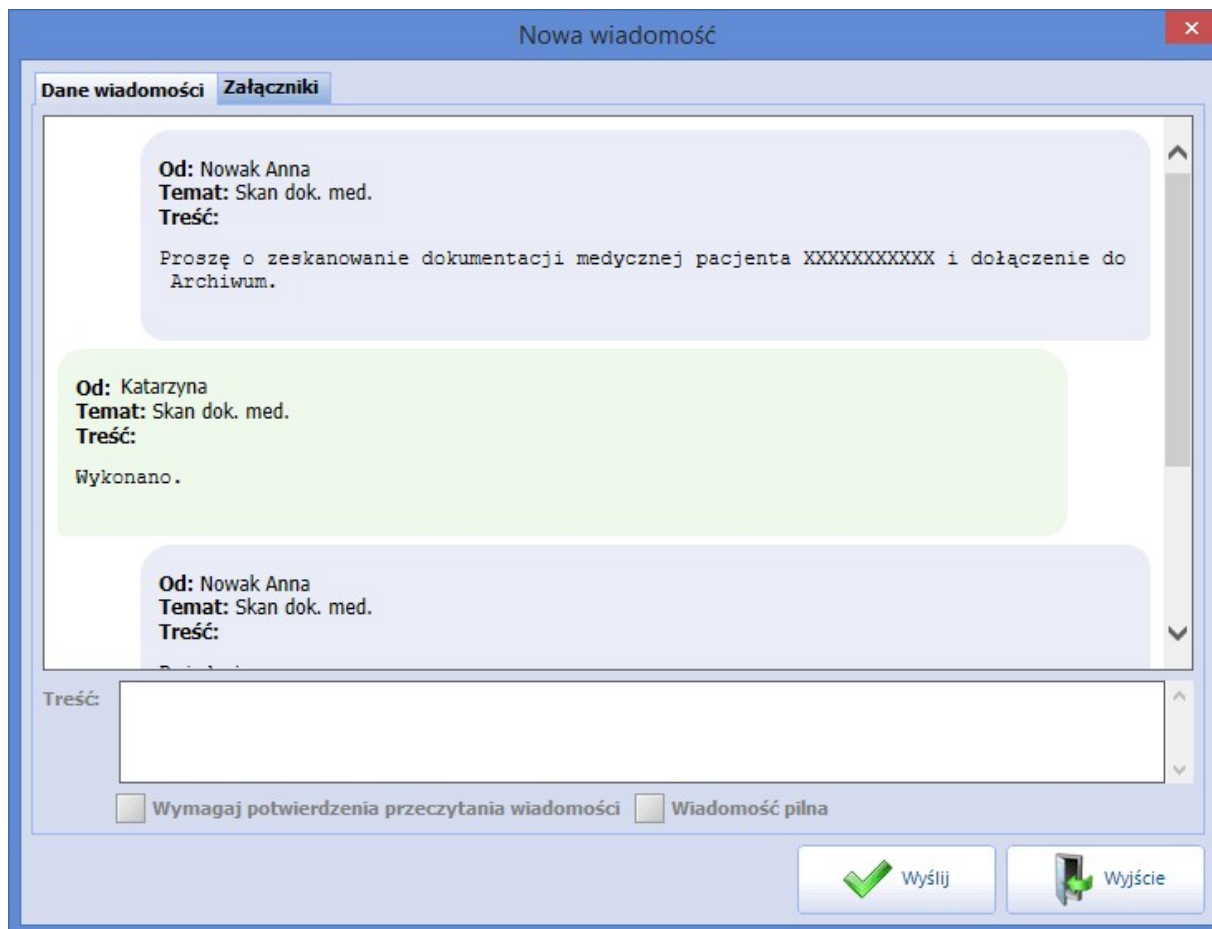 Nowa wiadomość
Dane wiadomości Załączniki
Od: Nowak Anna
Temat: Skan dok. med.
Treść:
Proszę o zeskanowanie dokumentacji medycznej pacjenta XXXXXXXXXXX i dołączenie do
Archiwum.
Od: Katarzyna
Temat: Skan dok. med.
Treść:
Wykonano.
Od: Nowak Anna
Temat: Skan dok. med.
Treść:
Treść:
Wymagaj potwierdzenia przeczytania wiadomości Wiadomość pilna
Wyślij Wyjście